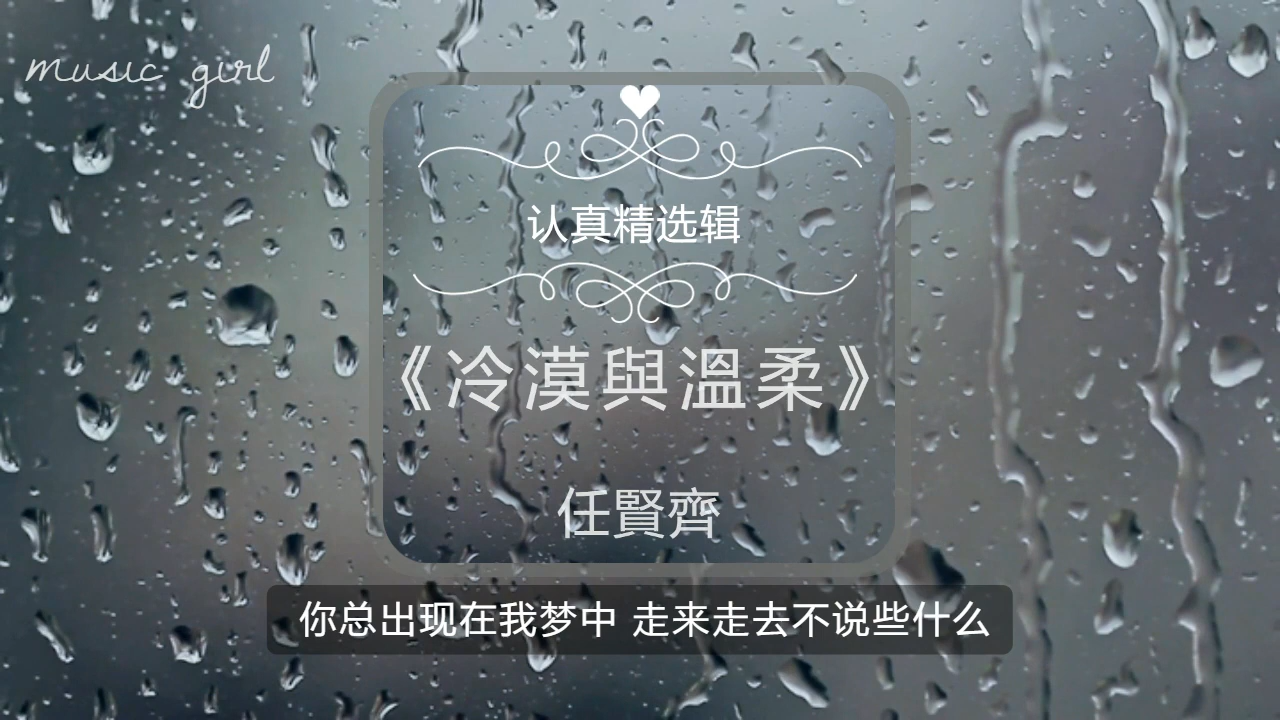 music girl
认真精选辑
《冷漠與溫柔》
任賢齊
你总出现在我梦中 走来走去不说些什么